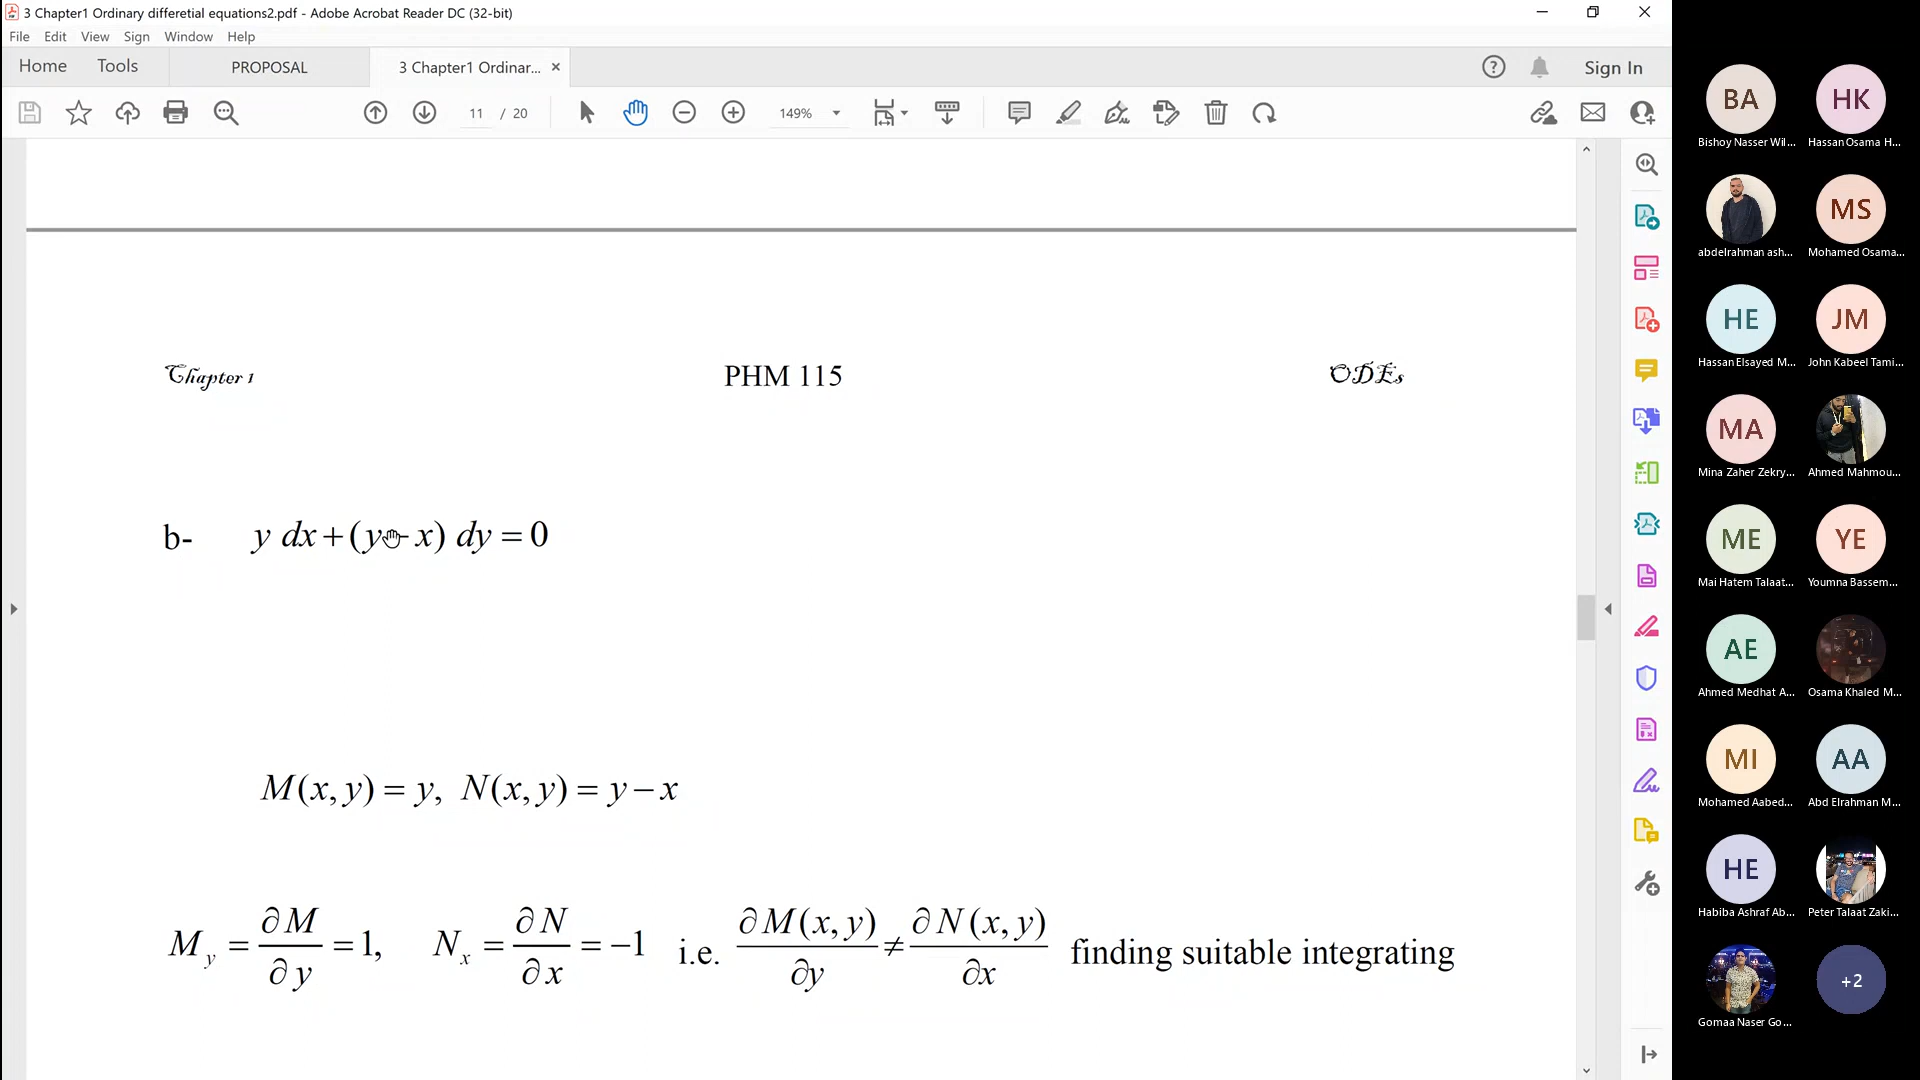 3 Chapter1 Ordinary differetial equations2.pdf - Adobe Acrobat Reader DC (32-bit)
File Edit View Sign Window Help
Home Tools PROPOSAL 3 Chapter1 Ordinar... × Sign In
11 / 20 149%
Chapter 1 PHM 115 ODEs
b- y dx + (y − x) dy = 0
M(x, y) = y, N(x, y) = y − x
M_y = ∂M/∂y = 1, N_x = ∂N/∂x = −1 i.e. ∂M(x, y)/∂y ≠ ∂N(x, y)/∂x finding suitable integrating
BA HK
Bishoy Nasser Wil... Hassan Osama H...
MS
abdelrahman ash... Mohamed Osama...
HE JM
Hassan Elsayed M... John Kabeel Tami...
MA
Mina Zaher Zekry... Ahmed Mahmou...
ME YE
Mai Hatem Talaat... Youmna Bassem...
AE
Ahmed Medhat A... Osama Khaled M...
MI AA
Mohamed Aabed... Abd Elrahman M...
HE
Habiba Ashraf Ab... Peter Talaat Zaki...
+2
Gomaa Naser Go...